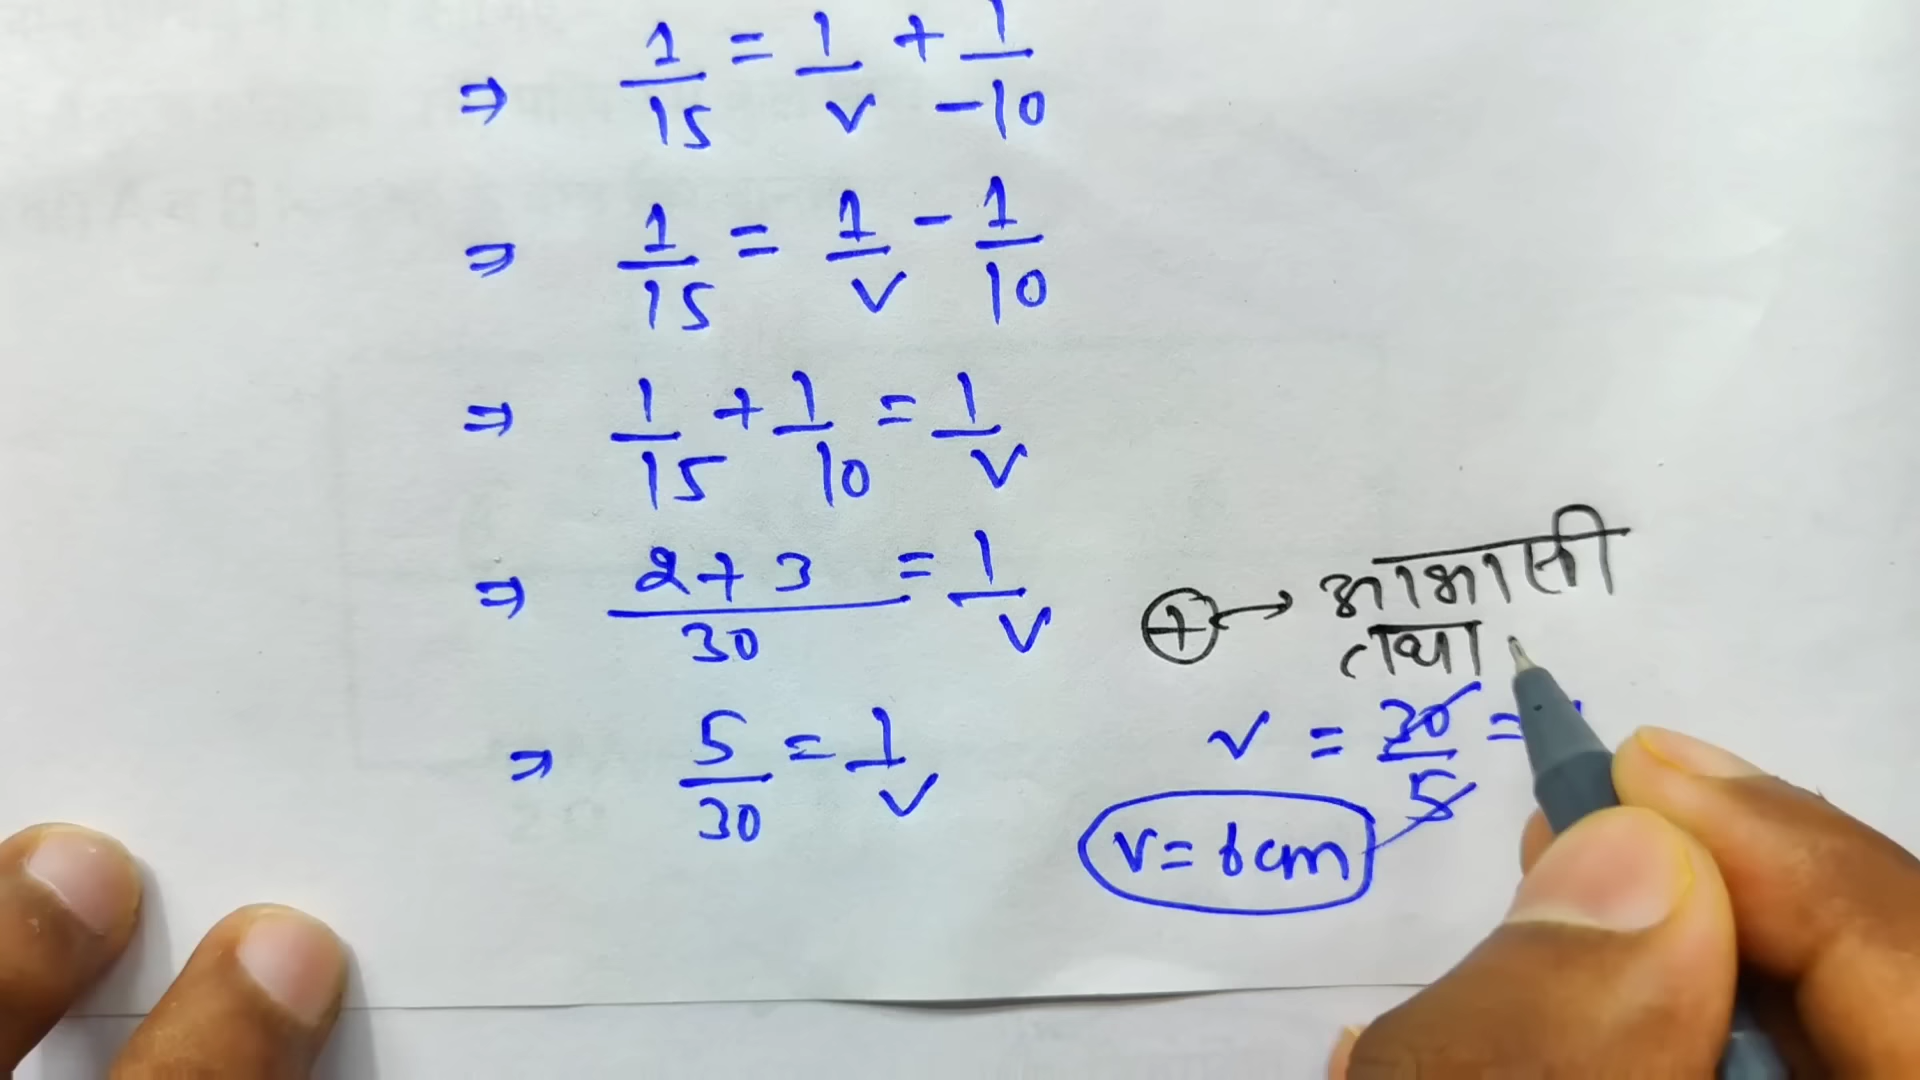 ⇒ 1/15 = 1/v + 1/-10
⇒ 1/15 = 1/v - 1/10
⇒ 1/15 + 1/10 = 1/v
⇒ 2+3/30 = 1/v
⇒ 5/30 = 1/v
⊕ → आभासी
तथा
v = 30/5 =
v = 6cm